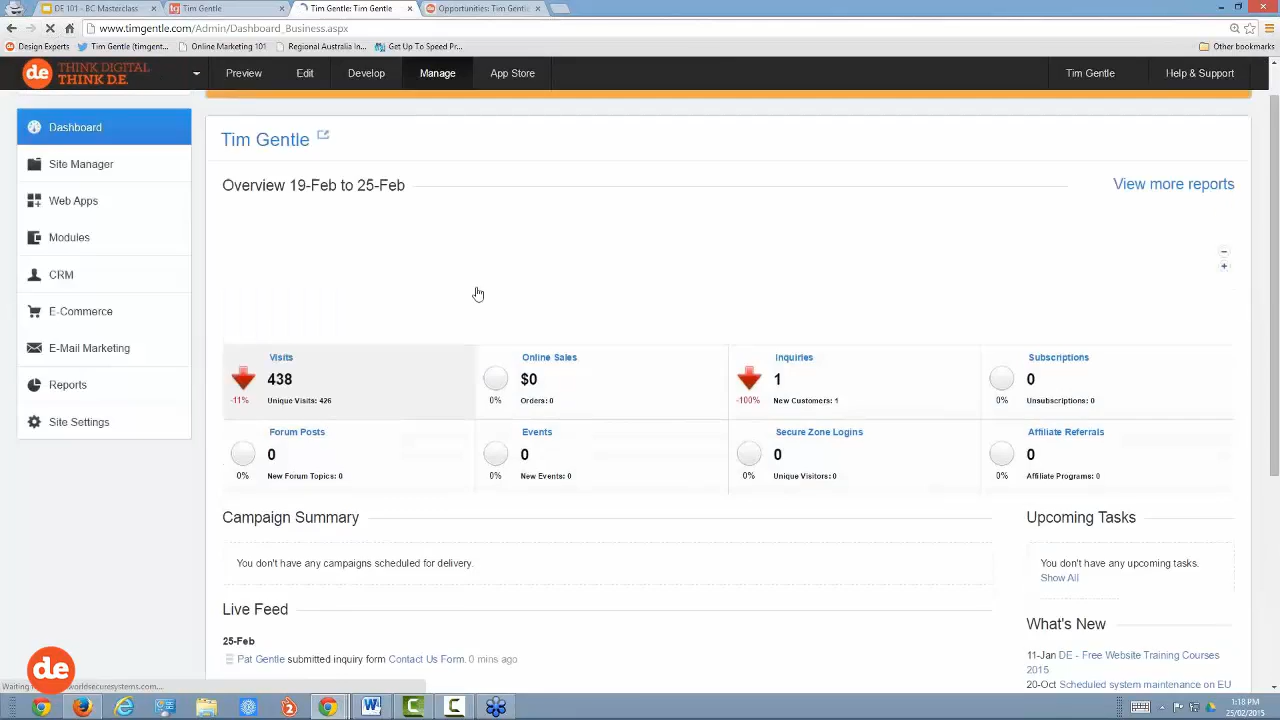 DE 101 - BC Masterclass
Tim Gentle
Tim Gentle: Tim Gentle
Opportunities: Tim Gentle
www.timgentle.com/Admin/Dashboard_Business.aspx
Design Experts
Tim Gentle (timgent...
Online Marketing 101
Regional Australia In...
Get Up To Speed Pr...
Other bookmarks
de THINK DIGITAL
THINK D.E.
Preview
Edit
Develop
Manage
App Store
Tim Gentle
Help & Support
Dashboard
Site Manager
Web Apps
Modules
CRM
E-Commerce
E-Mail Marketing
Reports
Site Settings
Tim Gentle
Overview 19-Feb to 25-Feb
View more reports
Visits
438
-11%
Unique Visits: 426
Online Sales
$0
0%
Orders: 0
Inquiries
1
-100%
New Customers: 1
Subscriptions
0
0%
Unsubscriptions: 0
Forum Posts
0
0%
New Forum Topics: 0
Events
0
0%
New Events: 0
Secure Zone Logins
0
0%
Unique Visitors: 0
Affiliate Referrals
0
0%
Affiliate Programs: 0
Campaign Summary
You don't have any campaigns scheduled for delivery.
Upcoming Tasks
You don't have any upcoming tasks.
Show All
Live Feed
25-Feb
Pat Gentle submitted inquiry form Contact Us Form. 0 mins ago
What's New
11-Jan DE - Free Website Training Courses
2015
20-Oct Scheduled system maintenance on EU
de
1:18 PM
25/02/2015